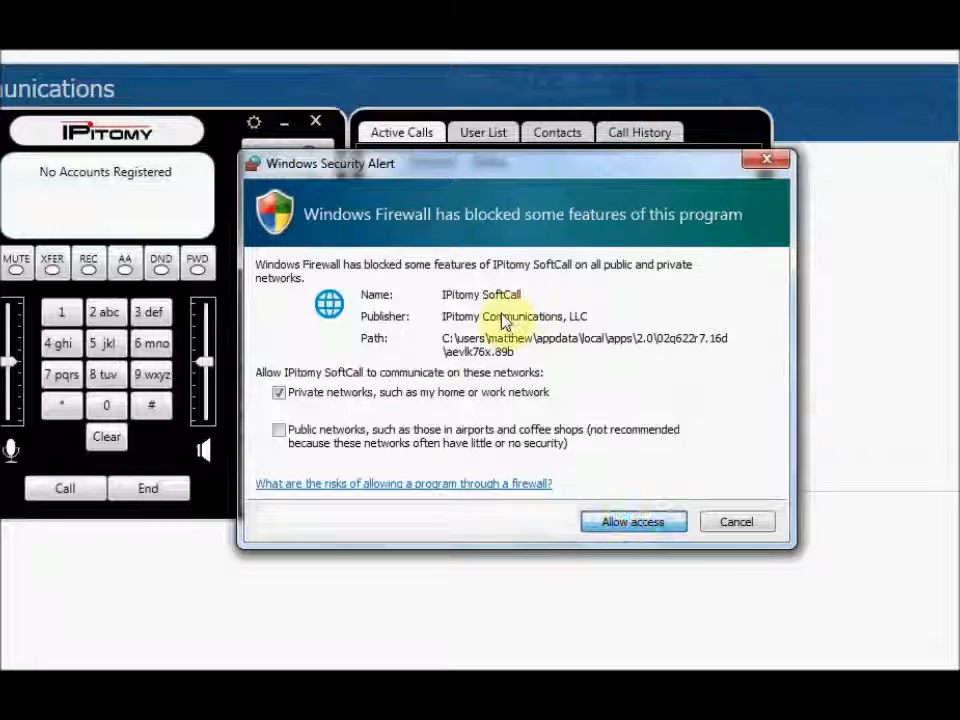 unications
IPitomy
No Accounts Registered
MUTE XFER REC AA DND FWD
1 2 abc 3 def
4 ghi 5 jkl 6 mno
7 pqrs 8 tuv 9 wxyz
* 0 #
Clear
Call End
Active Calls User List Contacts Call History
Windows Security Alert
Windows Firewall has blocked some features of this program
Windows Firewall has blocked some features of IPitomy SoftCall on all public and private
networks.
Name: IPitomy SoftCall
Publisher: IPitomy Communications, LLC
Path: C:\users\matthew\appdata\local\apps\2.0\02q622r7.16d
\aevlk76x.89b
Allow IPitomy SoftCall to communicate on these networks:
Private networks, such as my home or work network
Public networks, such as those in airports and coffee shops (not recommended
because these networks often have little or no security)
What are the risks of allowing a program through a firewall?
Allow access Cancel